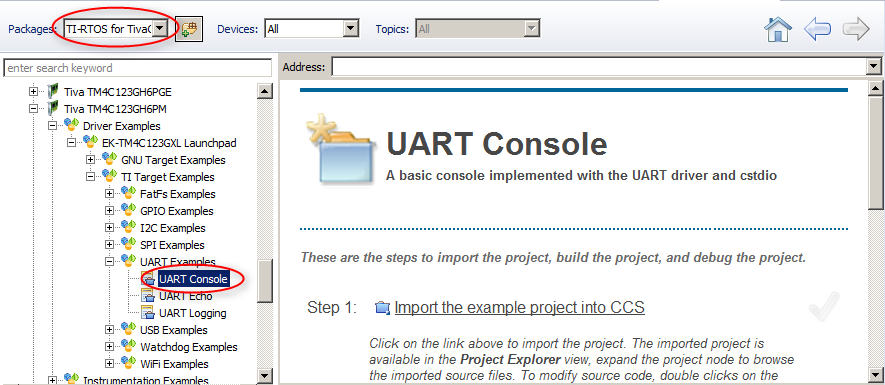 Packages: TI-RTOS for TivaC Devices: All Topics: All
enter search keyword
Address:
Tiva TM4C123GH6PGE
Tiva TM4C123GH6PM
Driver Examples
EK-TM4C123GXL Launchpad
GNU Target Examples
TI Target Examples
FatFs Examples
GPIO Examples
I2C Examples
SPI Examples
UART Examples
UART Console
UART Echo
UART Logging
USB Examples
Watchdog Examples
WiFi Examples
Instrumentation Examples
UART Console
A basic console implemented with the UART driver and cstdio
These are the steps to import the project, build the project, and debug the project.
Step 1: Import the example project into CCS
Click on the link above to import the project. The imported project is
available in the Project Explorer view, expand the project node to browse
the imported source files. To modify source code, double clicks on the